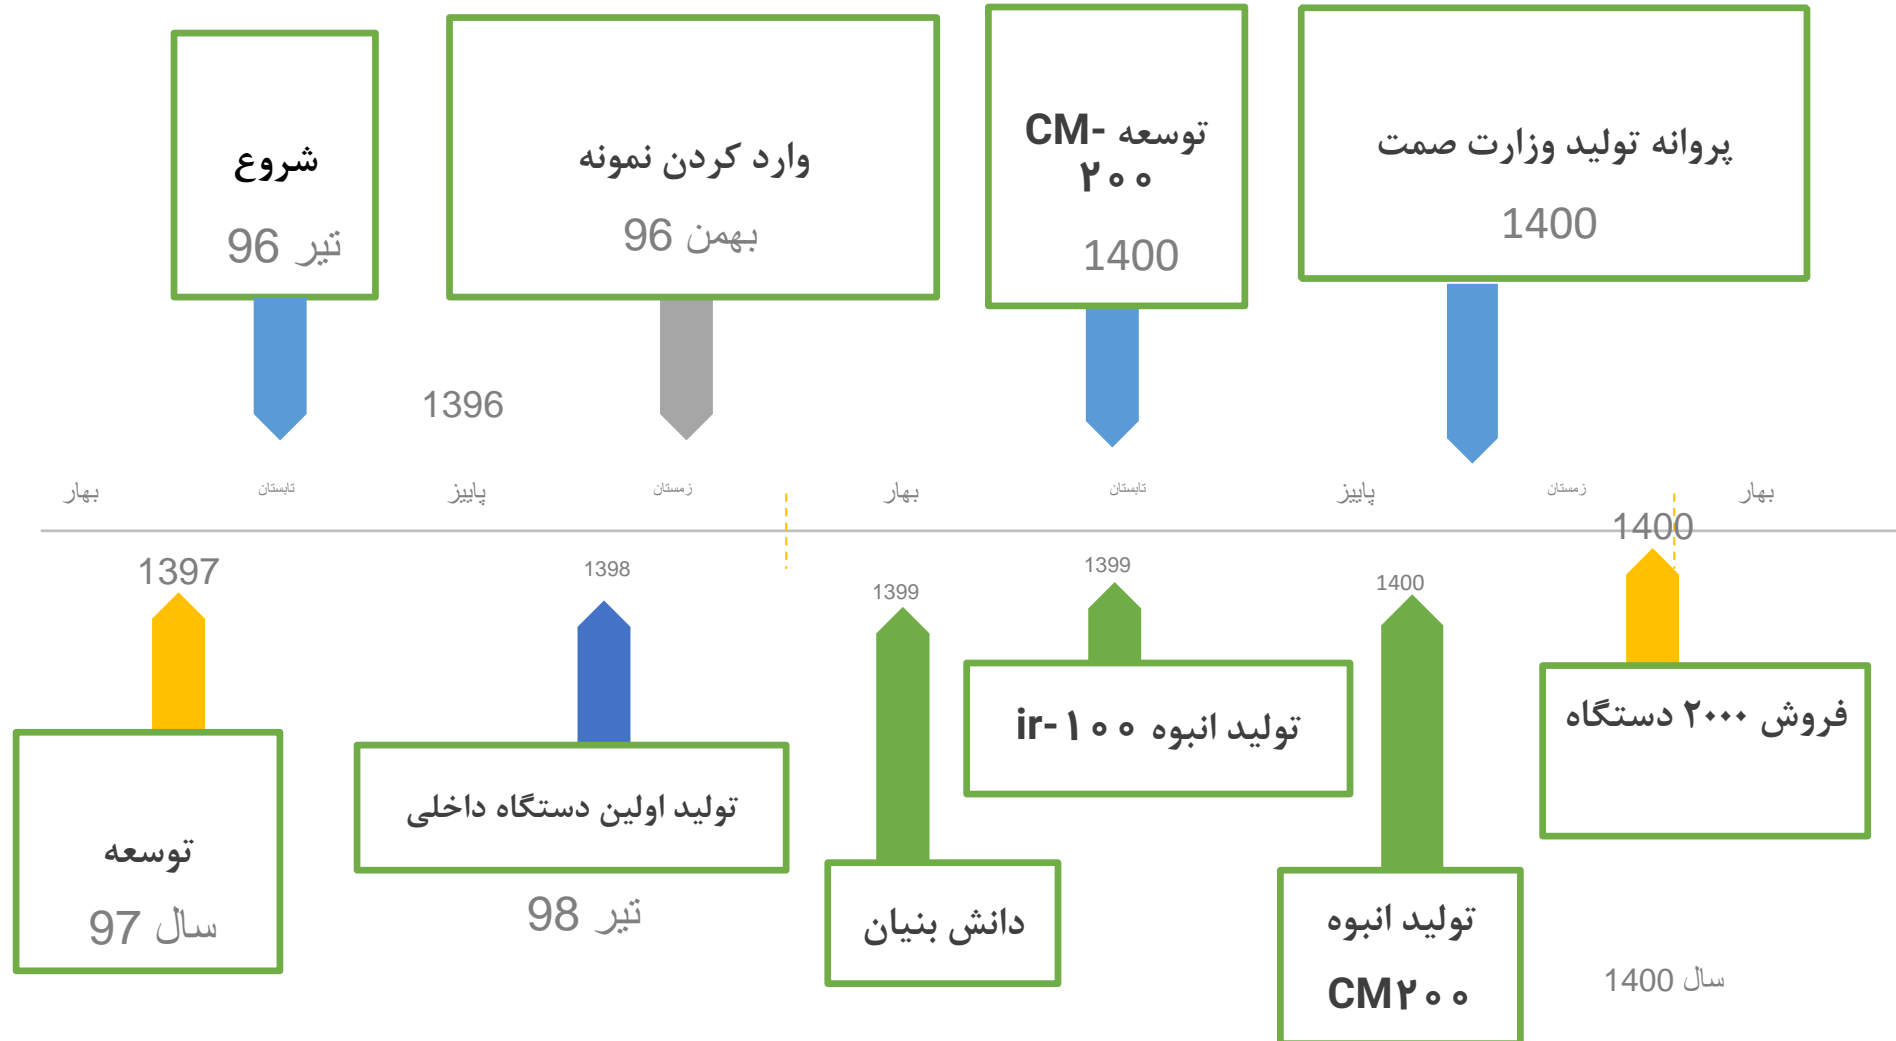 شروع
تیر 96
وارد کردن نمونه
بهمن 96
توسعه CM-
۲۰۰
1400
پروانه تولید وزارت صمت
1400
1396
بهار
تابستان
پاییز
زمستان
بهار
تابستان
پاییز
زمستان
بهار
1400
1397
1398
1399
1399
1400
توسعه
سال 97
تولید اولین دستگاه داخلی
تیر 98
دانش بنیان
تولید انبوه ir-۱۰۰
تولید انبوه
CM۲۰۰
فروش ۲۰۰۰ دستگاه
سال 1400